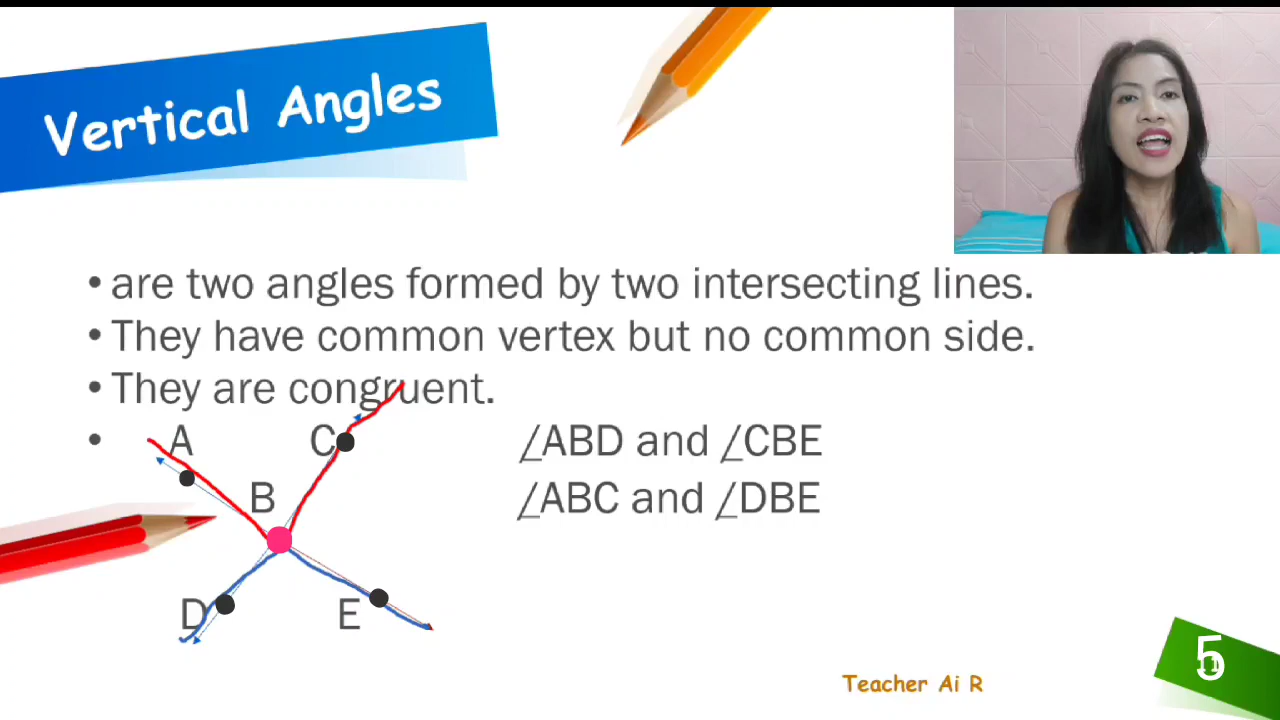 Vertical Angles
• are two angles formed by two intersecting lines.
• They have common vertex but no common side.
• They are congruent.
• A C ∠ABD and ∠CBE
B ∠ABC and ∠DBE
D E
5
Teacher Ai R